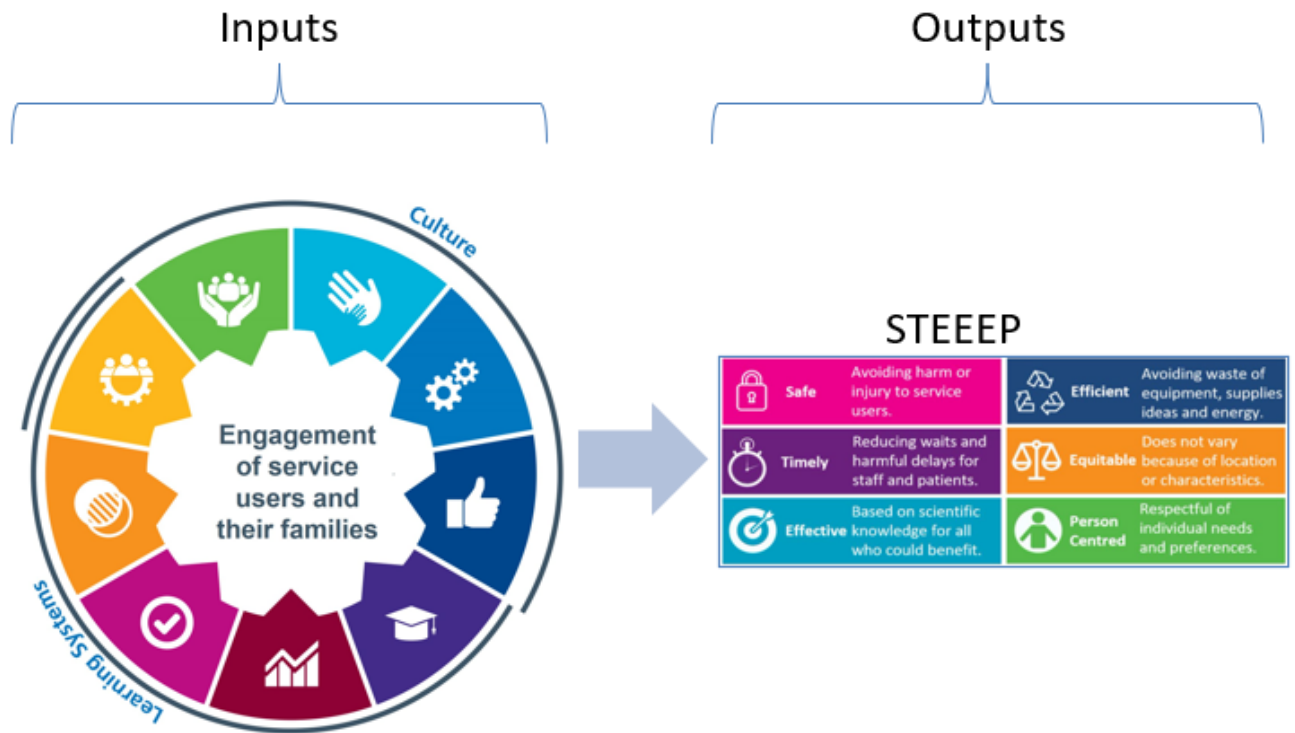 Inputs
Outputs
Culture
Engagement
of service
users and
their families
Learning Systems
STEEEP
Safe
Avoiding harm or
injury to service
users.
Efficient
Avoiding waste of
equipment, supplies
ideas and energy.
Timely
Reducing waits and
harmful delays for
staff and patients.
Equitable
Does not vary
because of location
or characteristics.
Effective
Based on scientific
knowledge for all
who could benefit.
Person
Centred
Respectful of
individual needs
and preferences.